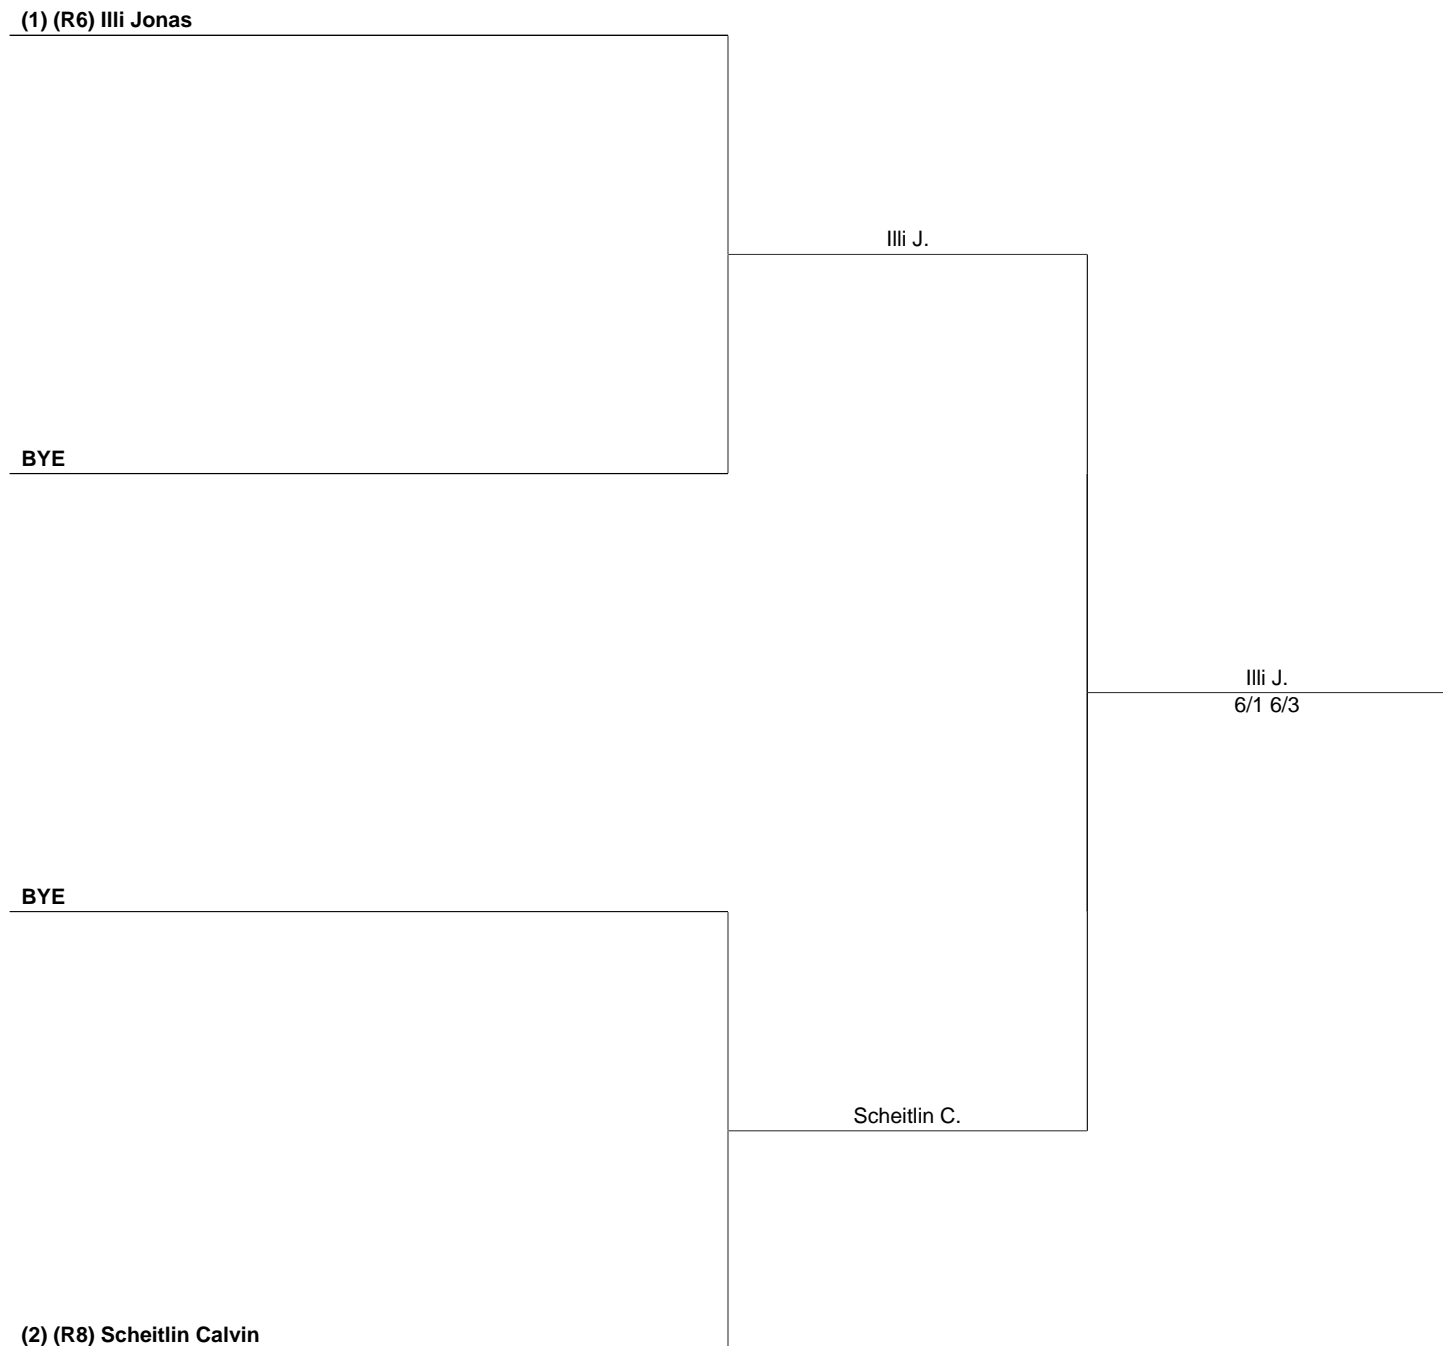 (1) (R6) Illi Jonas
Illi J.
BYE
Illi J.
6/1 6/3
BYE
Scheitlin C.
(2) (R8) Scheitlin Calvin